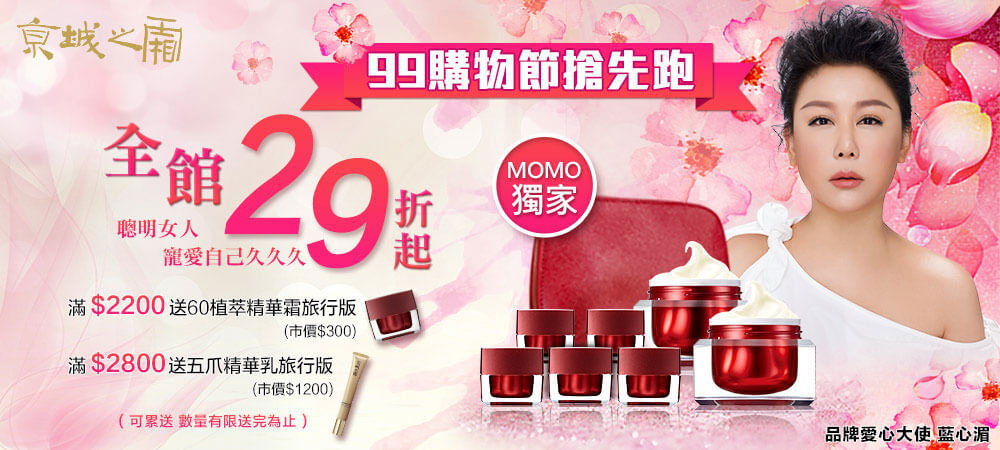 京城之霜
99購物節搶先跑
全館29折起
聰明女人
寵愛自己久久久
MOMO
獨家
滿 $2200 送60植萃精華霜旅行版
(市價$300)
滿 $2800 送五爪精華乳旅行版
(市價$1200)
( 可累送 數量有限送完為止 )
品牌愛心大使 藍心湄